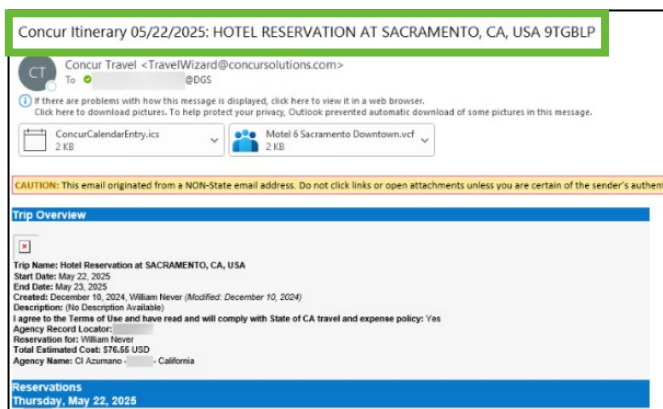 Concur Itinerary 05/22/2025: HOTEL RESERVATION AT SACRAMENTO, CA, USA 9TGBLP
CT
Concur Travel <TravelWizard@concursolutions.com>
To @DGS
If there are problems with how this message is displayed, click here to view it in a web browser.
Click here to download pictures. To help protect your privacy, Outlook prevented automatic download of some pictures in this message.
ConcurCalendarEntry.ics
2 KB
Motel 6 Sacramento Downtown.vcf
2 KB
CAUTION: This email originated from a NON-State email address. Do not click links or open attachments unless you are certain of the sender's authent
Trip Overview
Trip Name: Hotel Reservation at SACRAMENTO, CA, USA
Start Date: May 22, 2025
End Date: May 23, 2025
Created: December 10, 2024, William Never (Modified: December 10, 2024)
Description: (No Description Available)
I agree to the Terms of Use and have read and will comply with State of CA travel and expense policy: Yes
Agency Record Locator:
Reservation for: William Never
Total Estimated Cost: $76.55 USD
Agency Name: CI Azumano - - California
Reservations
Thursday, May 22, 2025